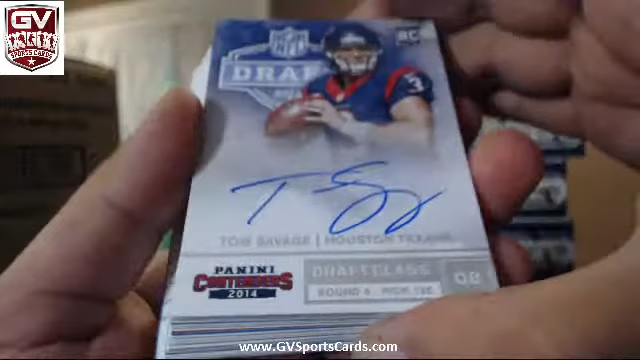 GV
SPORTS CARDS
NFL
RC
DRAFT
3
TOM SAVAGE | HOUSTON TEXANS
PANINI
CONTENDERS
2014
DRAFT CLASS
QB
ROUND 4 PICK 135
www.GVSportsCards.com